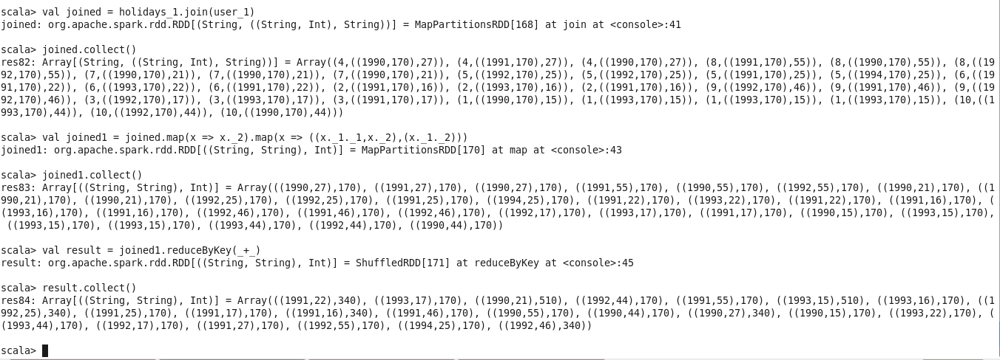 scala> val joined = holidays_1.join(user_1)
joined: org.apache.spark.rdd.RDD[(String, ((String, Int), String))] = MapPartitionsRDD[168] at join at <console>:41
scala> joined.collect()
res82: Array[(String, ((String, Int), String))] = Array((4,((1990,170),27)), (4,((1991,170),27)), (4,((1990,170),27)), (8,((1991,170),55)), (8,((1990,170),55)), (8,((19
92,170),55)), (7,((1990,170),21)), (7,((1990,170),21)), (7,((1990,170),21)), (5,((1992,170),25)), (5,((1992,170),25)), (5,((1991,170),25)), (5,((1994,170),25)), (6,((19
91,170),22)), (6,((1993,170),22)), (6,((1991,170),22)), (2,((1991,170),16)), (2,((1993,170),16)), (2,((1991,170),16)), (9,((1992,170),46)), (9,((1991,170),46)), (9,((19
92,170),46)), (3,((1992,170),17)), (3,((1993,170),17)), (3,((1991,170),17)), (1,((1990,170),15)), (1,((1993,170),15)), (1,((1993,170),15)), (1,((1993,170),15)), (10,((1
993,170),44)), (10,((1992,170),44)), (10,((1990,170),44)))
scala> val joined1 = joined.map(x => x._2).map(x => ((x._1._1,x._2),(x._1._2)))
joined1: org.apache.spark.rdd.RDD[((String, String), Int)] = MapPartitionsRDD[170] at map at <console>:43
scala> joined1.collect()
res83: Array[((String, String), Int)] = Array(((1990,27),170), ((1991,27),170), ((1990,27),170), ((1991,55),170), ((1990,55),170), ((1992,55),170), ((1990,21),170), ((1
990,21),170), ((1990,21),170), ((1992,25),170), ((1992,25),170), ((1991,25),170), ((1994,25),170), ((1991,22),170), ((1993,22),170), ((1991,22),170), ((1991,16),170), (
(1993,16),170), ((1991,16),170), ((1992,46),170), ((1991,46),170), ((1992,46),170), ((1992,17),170), ((1993,17),170), ((1991,17),170), ((1990,15),170), ((1993,15),170),
((1993,15),170), ((1993,15),170), ((1993,44),170), ((1992,44),170), ((1990,44),170))
scala> val result = joined1.reduceByKey(_+_)
result: org.apache.spark.rdd.RDD[((String, String), Int)] = ShuffledRDD[171] at reduceByKey at <console>:45
scala> result.collect()
res84: Array[((String, String), Int)] = Array(((1991,22),340), ((1993,17),170), ((1990,21),510), ((1992,44),170), ((1991,55),170), ((1993,15),510), ((1993,16),170), ((1
992,25),340), ((1991,25),170), ((1991,17),170), ((1991,16),340), ((1991,46),170), ((1990,55),170), ((1990,44),170), ((1990,27),340), ((1990,15),170), ((1993,22),170), (
(1993,44),170), ((1992,17),170), ((1991,27),170), ((1992,55),170), ((1994,25),170), ((1992,46),340))
scala>